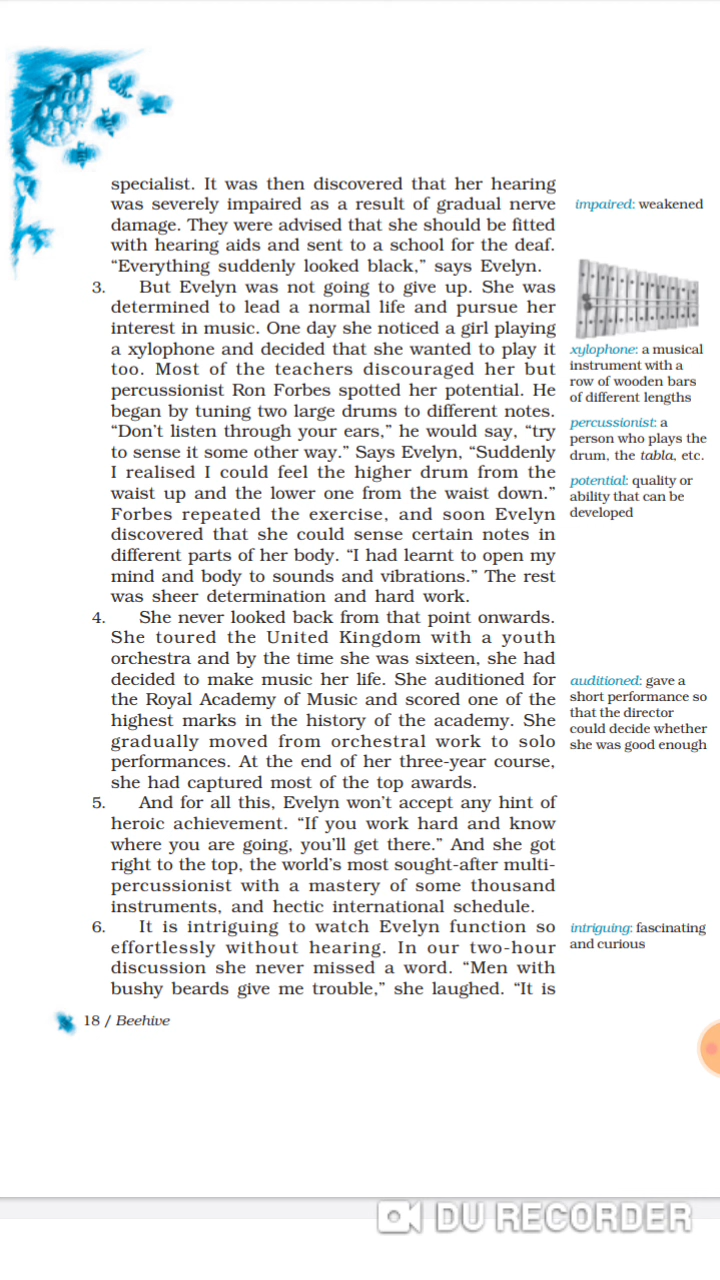 specialist. It was then discovered that her hearing
was severely impaired as a result of gradual nerve
damage. They were advised that she should be fitted
with hearing aids and sent to a school for the deaf.
“Everything suddenly looked black,” says Evelyn.
3. But Evelyn was not going to give up. She was
determined to lead a normal life and pursue her
interest in music. One day she noticed a girl playing
a xylophone and decided that she wanted to play it
too. Most of the teachers discouraged her but
percussionist Ron Forbes spotted her potential. He
began by tuning two large drums to different notes.
“Don’t listen through your ears,” he would say, “try
to sense it some other way.” Says Evelyn, “Suddenly
I realised I could feel the higher drum from the
waist up and the lower one from the waist down.”
Forbes repeated the exercise, and soon Evelyn
discovered that she could sense certain notes in
different parts of her body. “I had learnt to open my
mind and body to sounds and vibrations.” The rest
was sheer determination and hard work.
4. She never looked back from that point onwards.
She toured the United Kingdom with a youth
orchestra and by the time she was sixteen, she had
decided to make music her life. She auditioned for
the Royal Academy of Music and scored one of the
highest marks in the history of the academy. She
gradually moved from orchestral work to solo
performances. At the end of her three-year course,
she had captured most of the top awards.
5. And for all this, Evelyn won’t accept any hint of
heroic achievement. “If you work hard and know
where you are going, you’ll get there.” And she got
right to the top, the world’s most sought-after multi-
percussionist with a mastery of some thousand
instruments, and hectic international schedule.
6. It is intriguing to watch Evelyn function so
effortlessly without hearing. In our two-hour
discussion she never missed a word. “Men with
bushy beards give me trouble,” she laughed. “It is
impaired: weakened
xylophone: a musical
instrument with a
row of wooden bars
of different lengths
percussionist: a
person who plays the
drum, the tabla, etc.
potential: quality or
ability that can be
developed
auditioned: gave a
short performance so
that the director
could decide whether
she was good enough
intriguing: fascinating
and curious
18 / Beehive
DU RECORDER